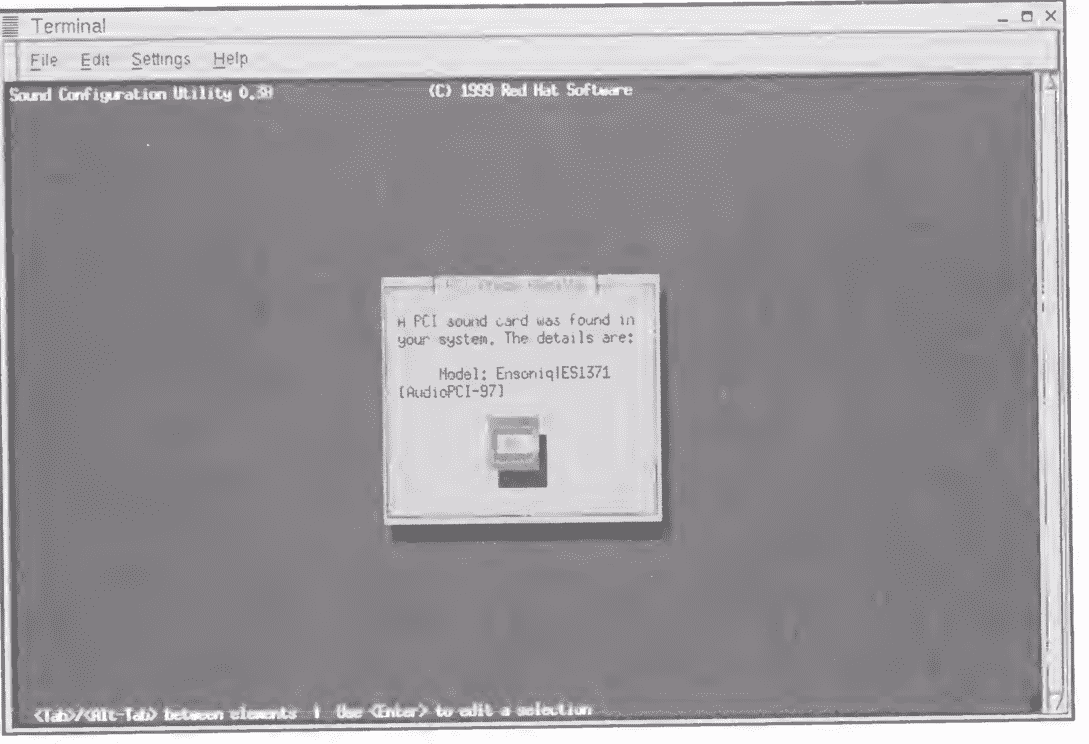 Terminal
File Edit Settings Help
Sound Configuration Utility 0.38 (C) 1999 Red Hat Software
A PCI sound card was found in
your system. The details are:
Model: Ensoniq|ES1371
[AudioPCI-97]
<Tab>/<Alt-Tab> between elements | Use <Enter> to edit a selection